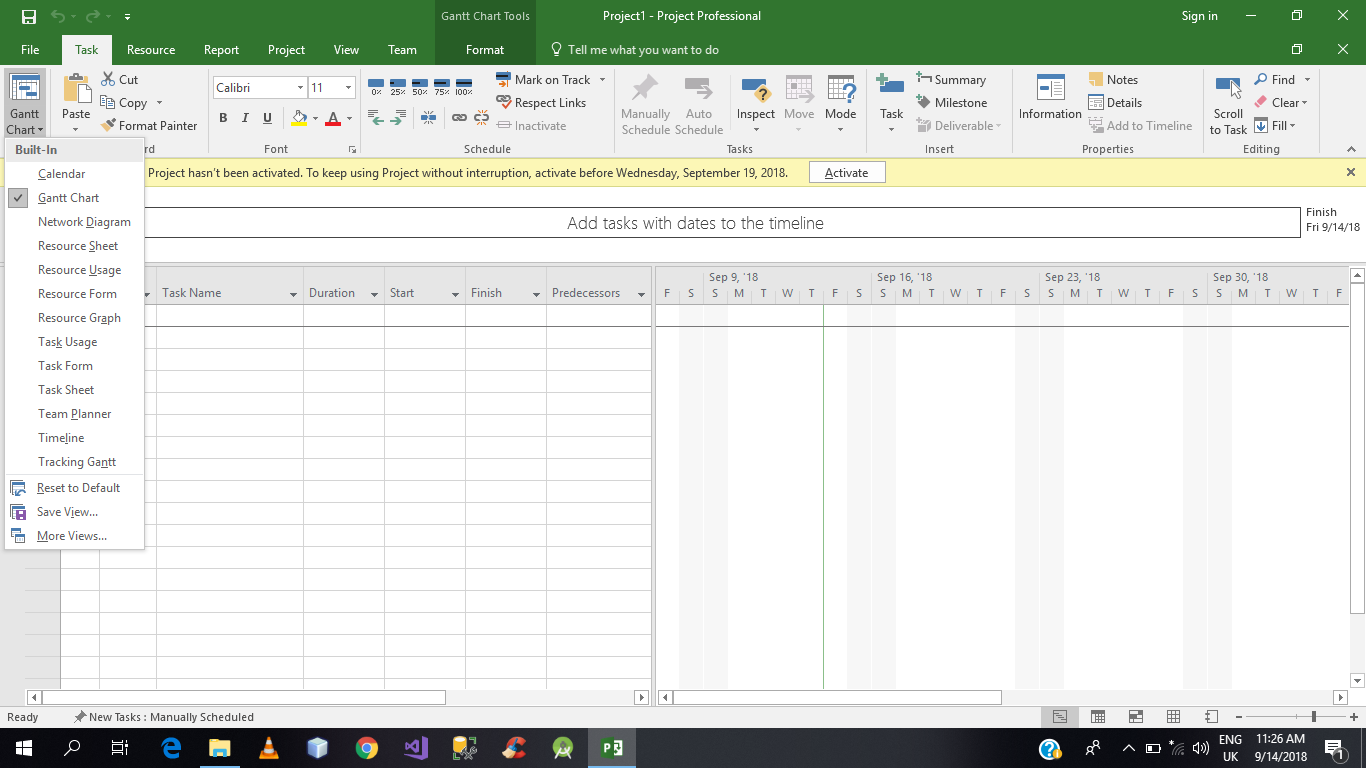 Gantt Chart Tools
Project1 - Project Professional
Sign in
File
Task
Resource
Report
Project
View
Team
Format
Tell me what you want to do
Gantt
Chart
Paste
Cut
Copy
Format Painter
Calibri
11
B I U
A
Font
0% 25% 50% 75% 100%
Mark on Track
Respect Links
Inactivate
Schedule
Manually
Schedule
Auto
Schedule
Inspect
Move
Mode
Tasks
Task
Summary
Milestone
Deliverable
Insert
Information
Notes
Details
Add to Timeline
Properties
Scroll
to Task
Find
Clear
Fill
Editing
Built-In
Calendar
Gantt Chart
Network Diagram
Resource Sheet
Resource Usage
Resource Form
Resource Graph
Task Usage
Task Form
Task Sheet
Team Planner
Timeline
Tracking Gantt
Reset to Default
Save View...
More Views...
Project hasn't been activated. To keep using Project without interruption, activate before Wednesday, September 19, 2018.
Activate
Add tasks with dates to the timeline
Finish
Fri 9/14/18
Task Name
Duration
Start
Finish
Predecessors
Sep 9, '18
Sep 16, '18
Sep 23, '18
Sep 30, '18
F S S M T W T F S S M T W T F S S M T W T F S S M T W T F
Ready
New Tasks : Manually Scheduled
ENG
UK
11:26 AM
9/14/2018
1